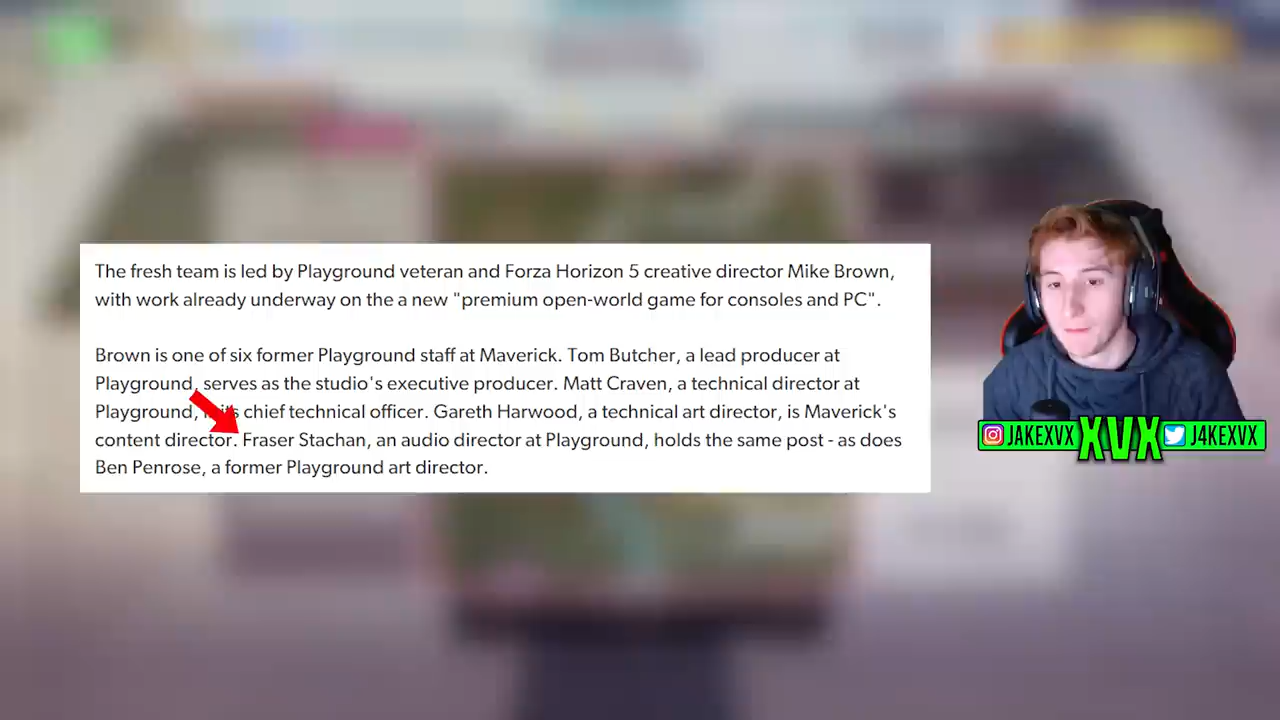 The fresh team is led by Playground veteran and Forza Horizon 5 creative director Mike Brown,
with work already underway on the a new "premium open-world game for consoles and PC".
Brown is one of six former Playground staff at Maverick. Tom Butcher, a lead producer at
Playground, serves as the studio's executive producer. Matt Craven, a technical director at
Playground, is its chief technical officer. Gareth Harwood, a technical art director, is Maverick's
content director. Fraser Stachan, an audio director at Playground, holds the same post - as does
Ben Penrose, a former Playground art director.
JAKEXVX XVX J4KEXVX